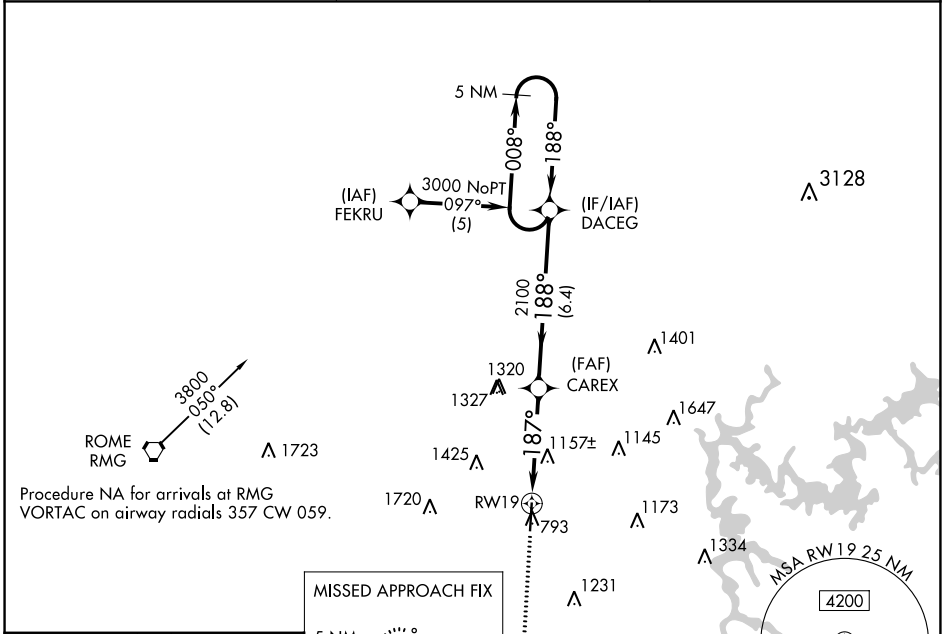 5 NM
008°
188°
(IAF)
FEKRU
3000 NoPT
097°
(5)
(IF/IAF)
DACEG
3128
2100
188°
(6.4)
1401
(FAF)
CAREX
1320
1327
3800
050°
(12.8)
187°
1647
ROME
RMG
1723
1425
1157±
1145
Procedure NA for arrivals at RMG
VORTAC on airway radials 357 CW 059.
1720
RW19
793
1173
1334
MSA RW19 25 NM
4200
MISSED APPROACH FIX
1231
5 NM